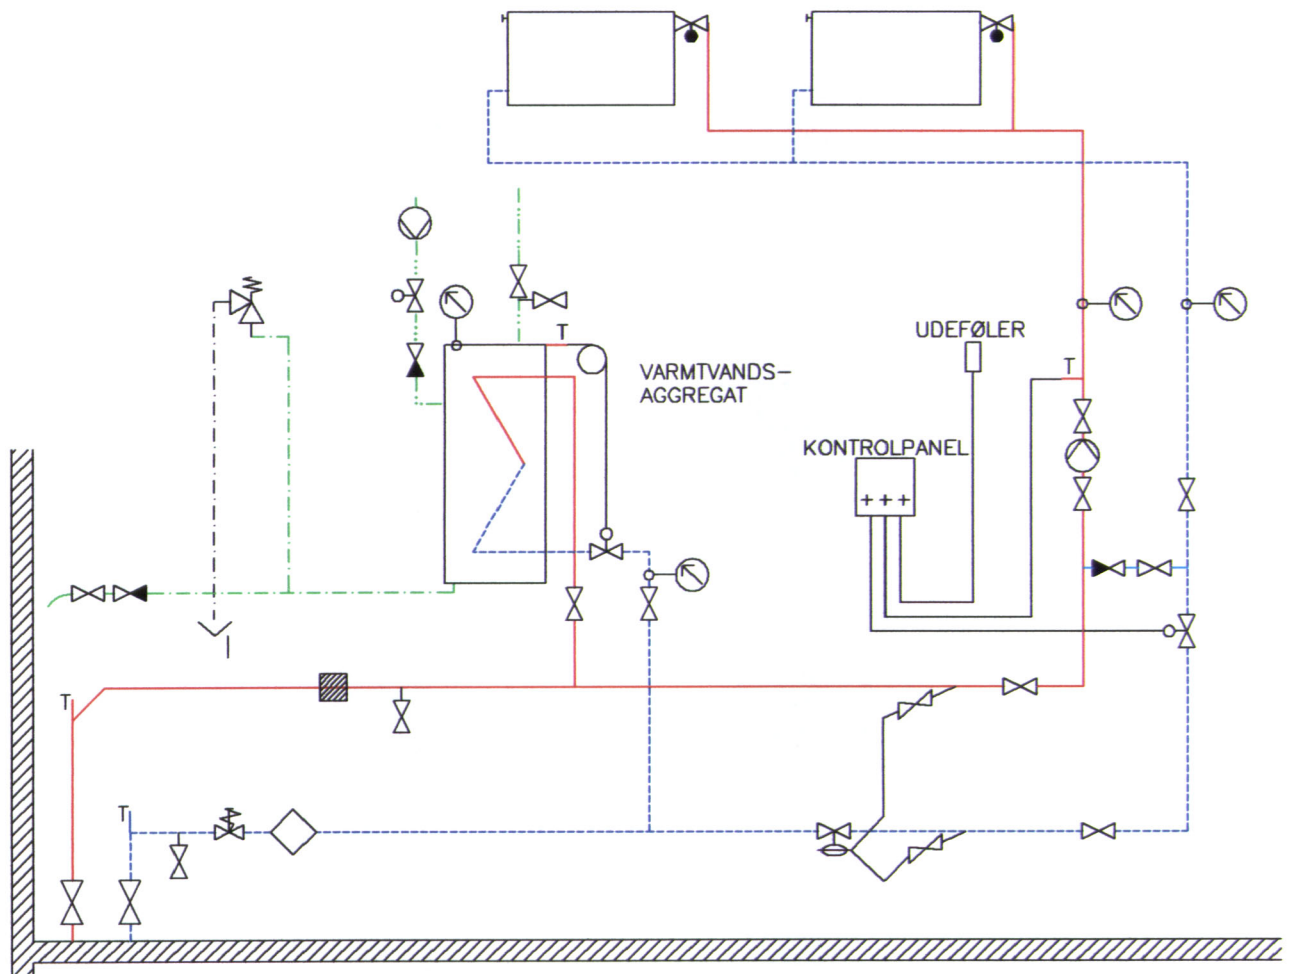 T
VARMTVANDS-
AGGREGAT
UDEFØLER
T
KONTROLPANEL
+++
T
T